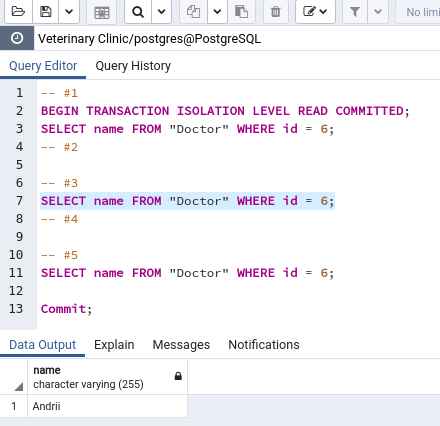 No limi
Veterinary Clinic/postgres@PostgreSQL
Query Editor Query History
1 -- #1
2 BEGIN TRANSACTION ISOLATION LEVEL READ COMMITTED;
3 SELECT name FROM "Doctor" WHERE id = 6;
4 -- #2
5
6 -- #3
7 SELECT name FROM "Doctor" WHERE id = 6;
8 -- #4
9
10 -- #5
11 SELECT name FROM "Doctor" WHERE id = 6;
12
13 Commit;
Data Output Explain Messages Notifications
name
character varying (255)
1 Andrii